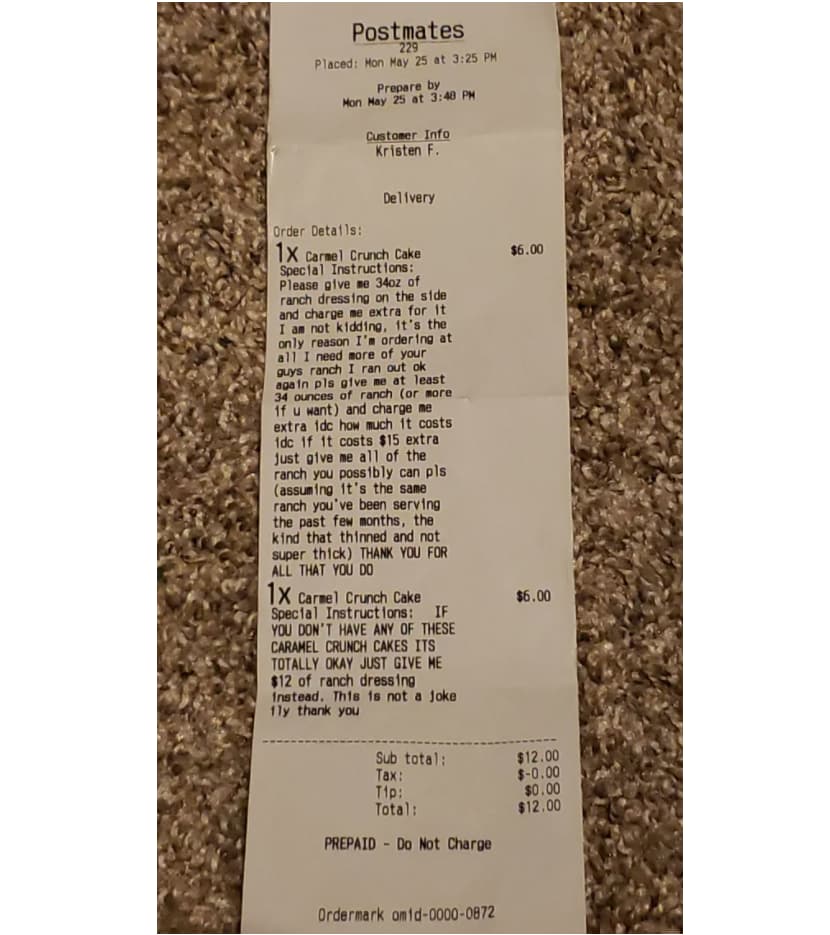 Postmates
229
Placed: Mon May 25 at 3:25 PM
Prepare by
Mon May 25 at 3:48 PM
Customer Info
Kristen F.
Delivery
Order Details:
1x Carmel Crunch Cake $6.00
Special Instructions:
Please give me 34oz of
ranch dressing on the side
and charge me extra for it
I am not kidding, it's the
only reason I'm ordering at
all I need more of your
guys ranch I ran out ok
again pls give me at least
34 ounces of ranch (or more
if u want) and charge me
extra idc how much it costs
idc if it costs $15 extra
just give me all of the
ranch you possibly can pls
(assuming it's the same
ranch you've been serving
the past few months, the
kind that thinned and not
super thick) THANK YOU FOR
ALL THAT YOU DO
1x Carmel Crunch Cake $6.00
Special Instructions: IF
YOU DON'T HAVE ANY OF THESE
CARAMEL CRUNCH CAKES ITS
TOTALLY OKAY JUST GIVE ME
$12 of ranch dressing
instead. This is not a joke
ily thank you
Sub total: $12.00
Tax: $-0.00
Tip: $0.00
Total: $12.00
PREPAID - Do Not Charge
Ordermark omid-0000-0872